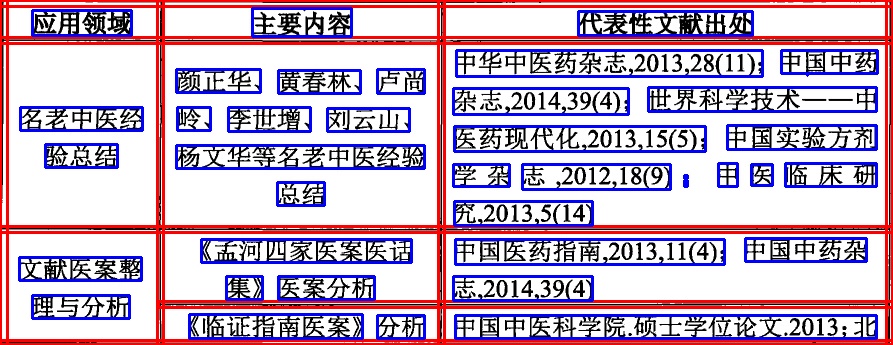 应用领域 主要内容 代表性文献出处
名老中医经
验总结
颜正华、黄春林、卢尚
岭、李世增、刘云山、
杨文华等名老中医经验
总结
中华中医药杂志,2013,28(11)；中国中药
杂志,2014,39(4)；世界科学技术——中
医药现代化,2013,15(5)；中国实验方剂
学杂志,2012,18(9)；中医临床研
究,2013,5(14)
文献医案整
理与分析
《孟河四家医案医话
集》医案分析
中国医药指南,2013,11(4)；中国中药杂
志,2014,39(4)
《临证指南医案》分析
中国中医科学院.硕士学位论文.2013；北